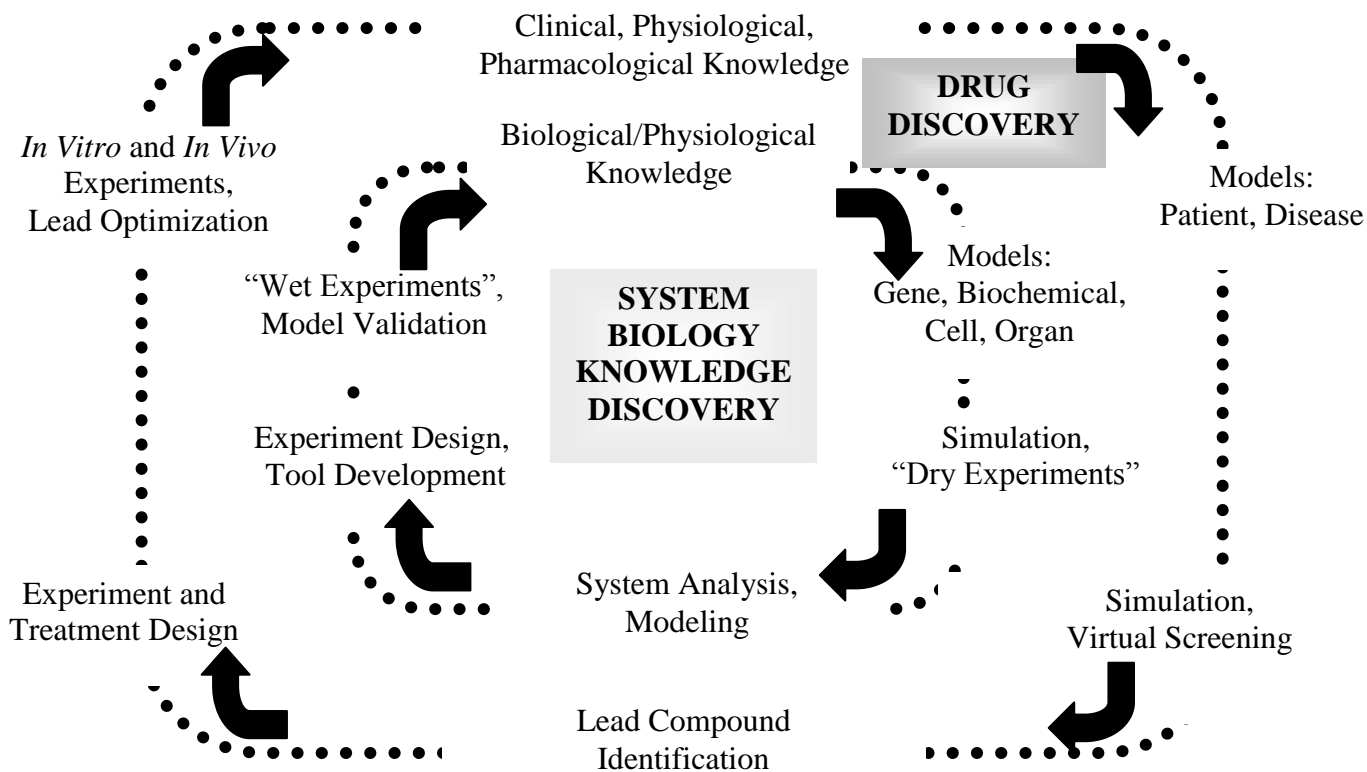 Clinical, Physiological,
Pharmacological Knowledge
DRUG
DISCOVERY
Biological/Physiological
Knowledge
In Vitro and In Vivo
Experiments,
Lead Optimization
Models:
Patient, Disease
“Wet Experiments”,
Model Validation
SYSTEM
BIOLOGY
KNOWLEDGE
DISCOVERY
Models:
Gene, Biochemical,
Cell, Organ
Experiment Design,
Tool Development
Simulation,
“Dry Experiments”
Experiment and
Treatment Design
System Analysis,
Modeling
Simulation,
Virtual Screening
Lead Compound
Identification